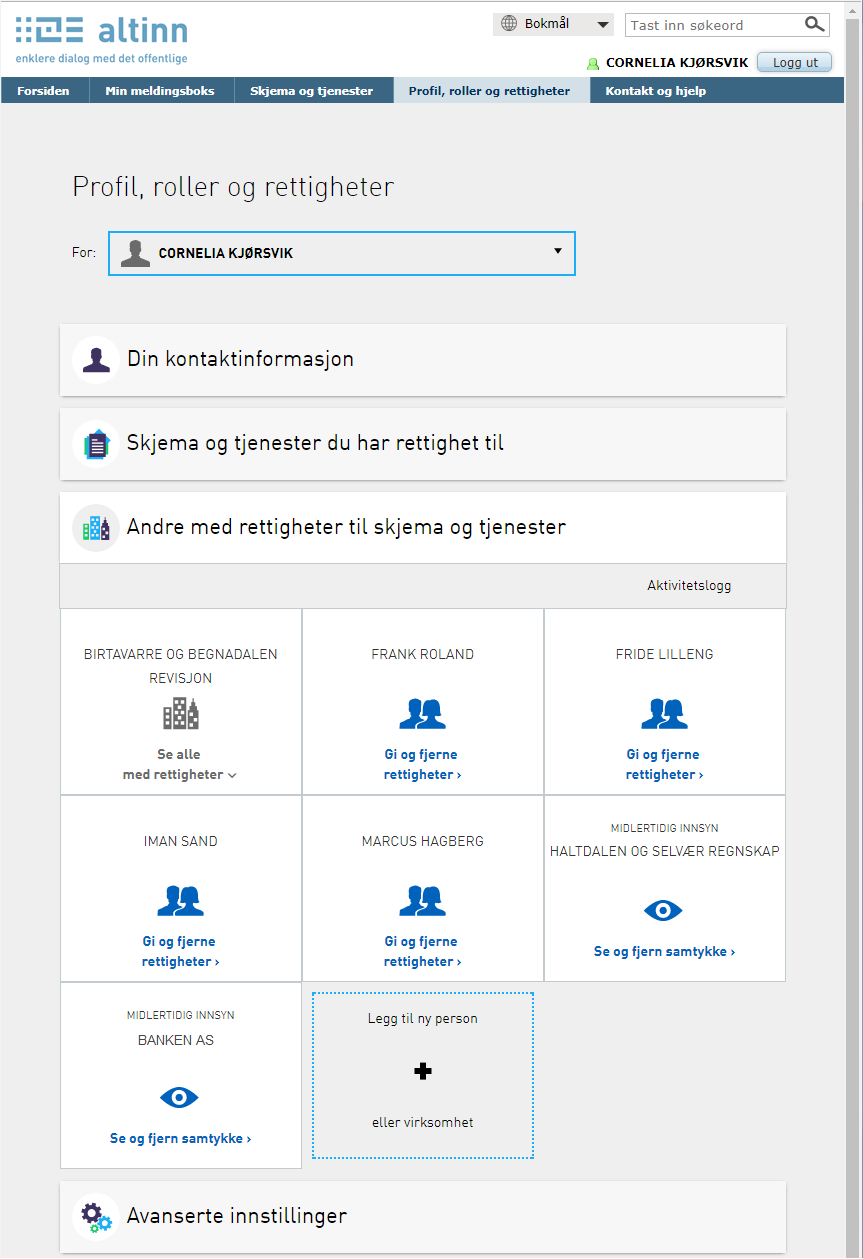 altinn
enklere dialog med det offentlige
Bokmål
Tast inn søkeord
CORNELIA KJØRSVIK
Logg ut
Forsiden
Min meldingsboks
Skjema og tjenester
Profil, roller og rettigheter
Kontakt og hjelp
Profil, roller og rettigheter
For:
CORNELIA KJØRSVIK
Din kontaktinformasjon
Skjema og tjenester du har rettighet til
Andre med rettigheter til skjema og tjenester
Aktivitetslogg
BIRTAVARRE OG BEGNADALEN
REVISJON
Se alle
med rettigheter
FRANK ROLAND
Gi og fjerne
rettigheter ›
FRIDE LILLENG
Gi og fjerne
rettigheter ›
IMAN SAND
Gi og fjerne
rettigheter ›
MARCUS HAGBERG
Gi og fjerne
rettigheter ›
MIDLERTIDIG INNSYN
HALTDALEN OG SELVÆR REGNSKAP
Se og fjern samtykke ›
MIDLERTIDIG INNSYN
BANKEN AS
Se og fjern samtykke ›
Legg til ny person
eller virksomhet
Avanserte innstillinger